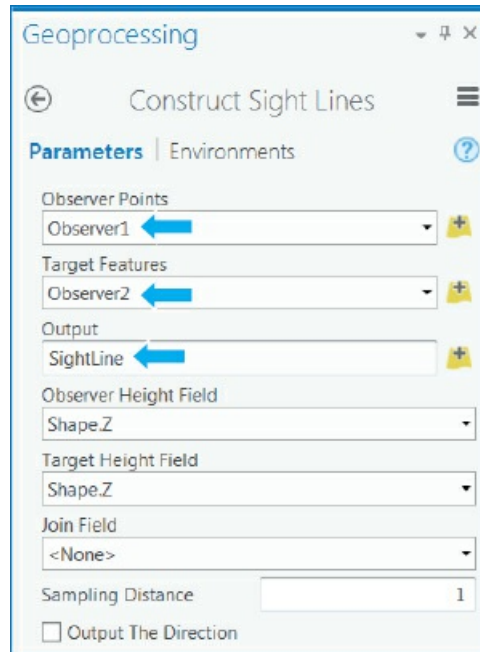 Geoprocessing
Construct Sight Lines
Parameters | Environments
Observer Points
Observer1
Target Features
Observer2
Output
SightLine
Observer Height Field
Shape.Z
Target Height Field
Shape.Z
Join Field
<None>
Sampling Distance 1
Output The Direction